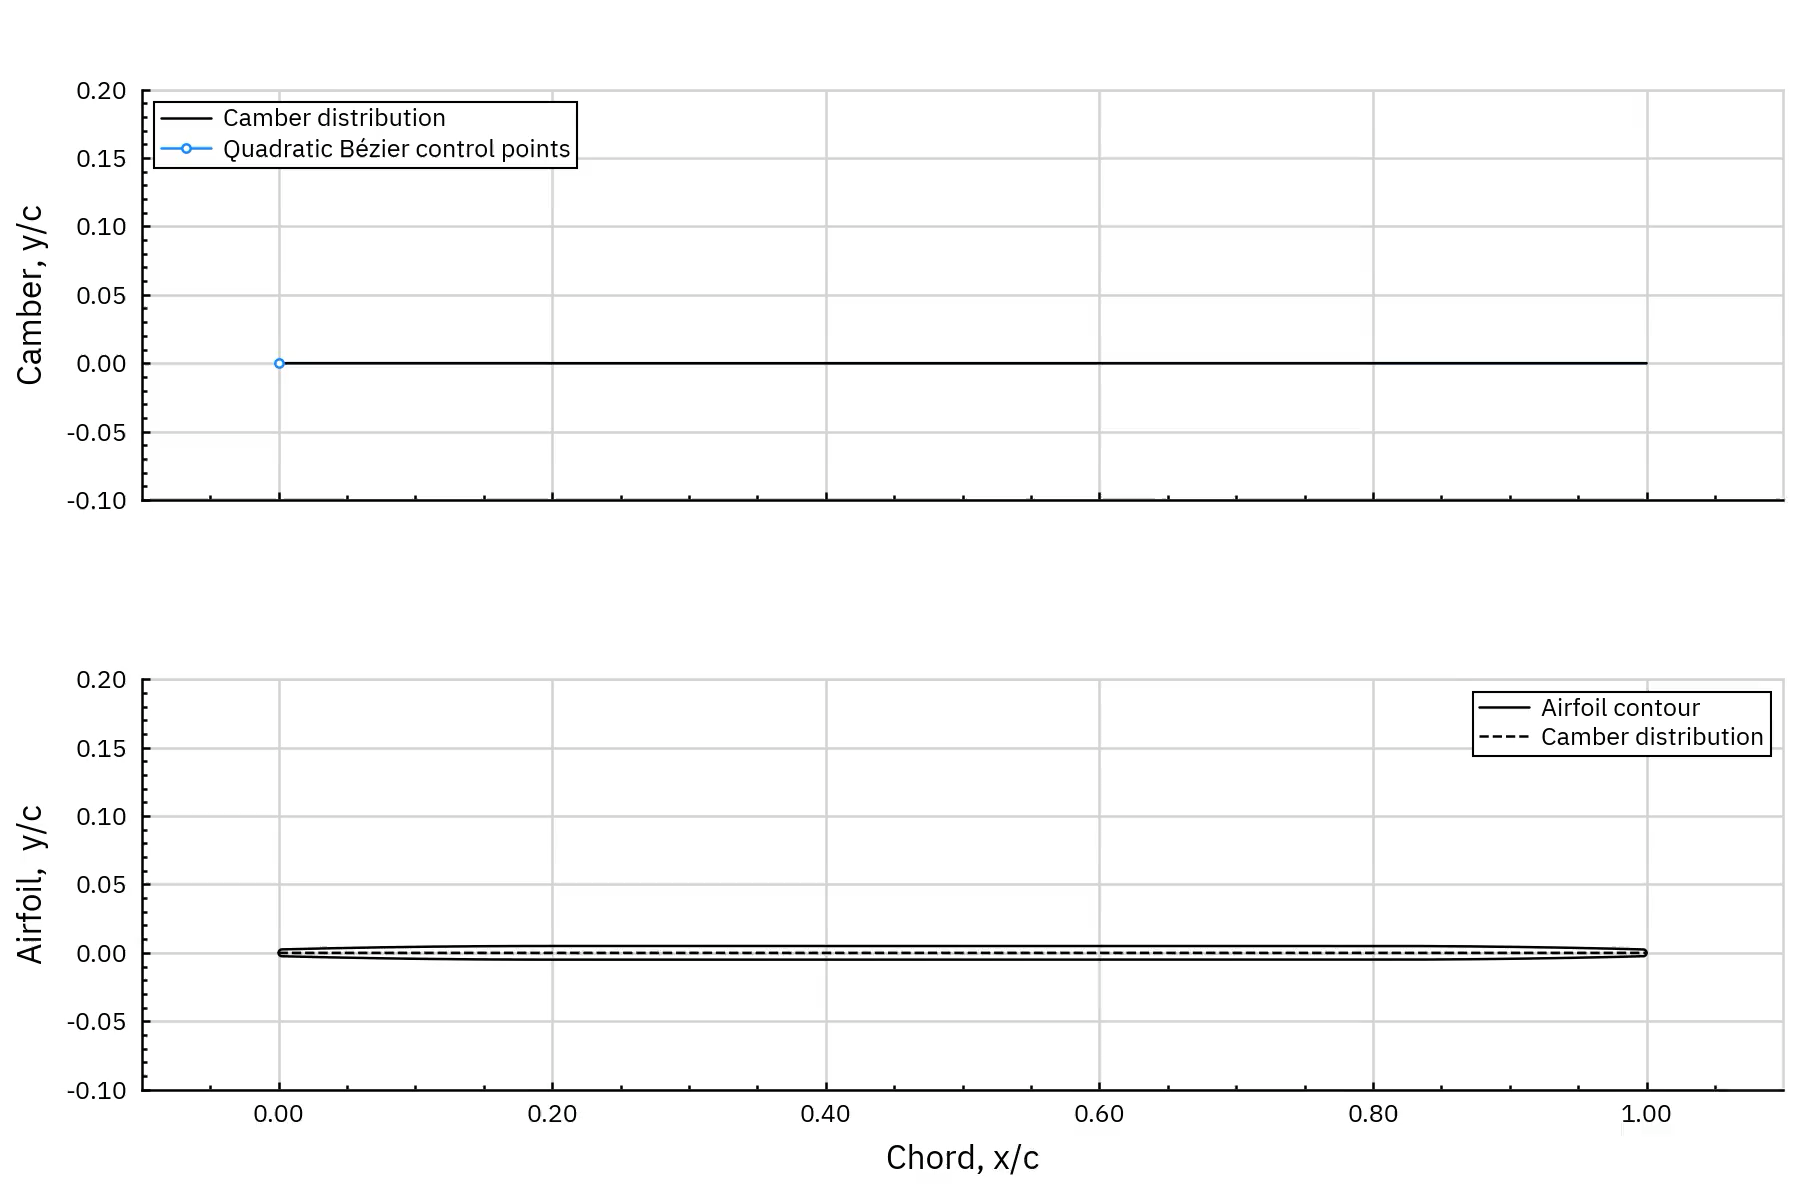 0.20
Camber distribution
Quadratic Bézier control points
0.15
0.10
0.05
0.00
-0.05
-0.10
Camber, y/c
0.20
Airfoil contour
Camber distribution
0.15
0.10
0.05
0.00
-0.05
-0.10
Airfoil, y/c
0.00 0.20 0.40 0.60 0.80 1.00
Chord, x/c